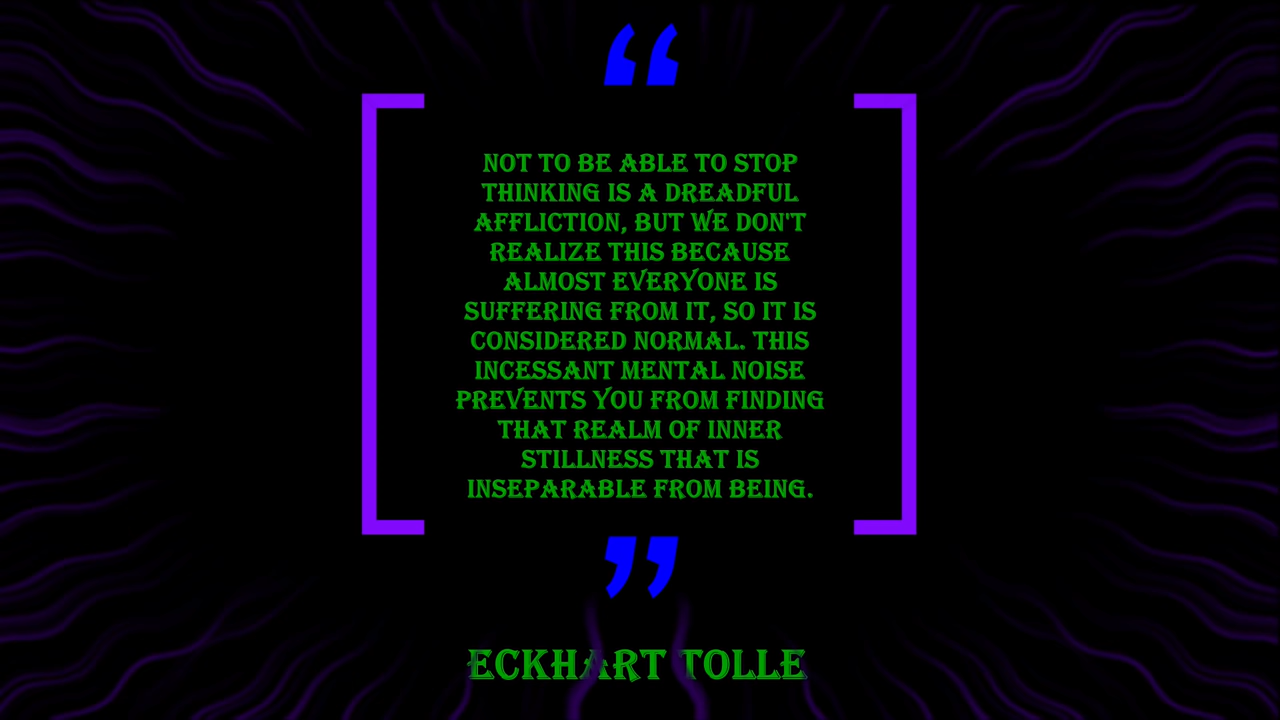 “
NOT TO BE ABLE TO STOP
THINKING IS A DREADFUL
AFFLICTION, BUT WE DON'T
REALIZE THIS BECAUSE
ALMOST EVERYONE IS
SUFFERING FROM IT, SO IT IS
CONSIDERED NORMAL. THIS
INCESSANT MENTAL NOISE
PREVENTS YOU FROM FINDING
THAT REALM OF INNER
STILLNESS THAT IS
INSEPARABLE FROM BEING.
”
ECKHART TOLLE